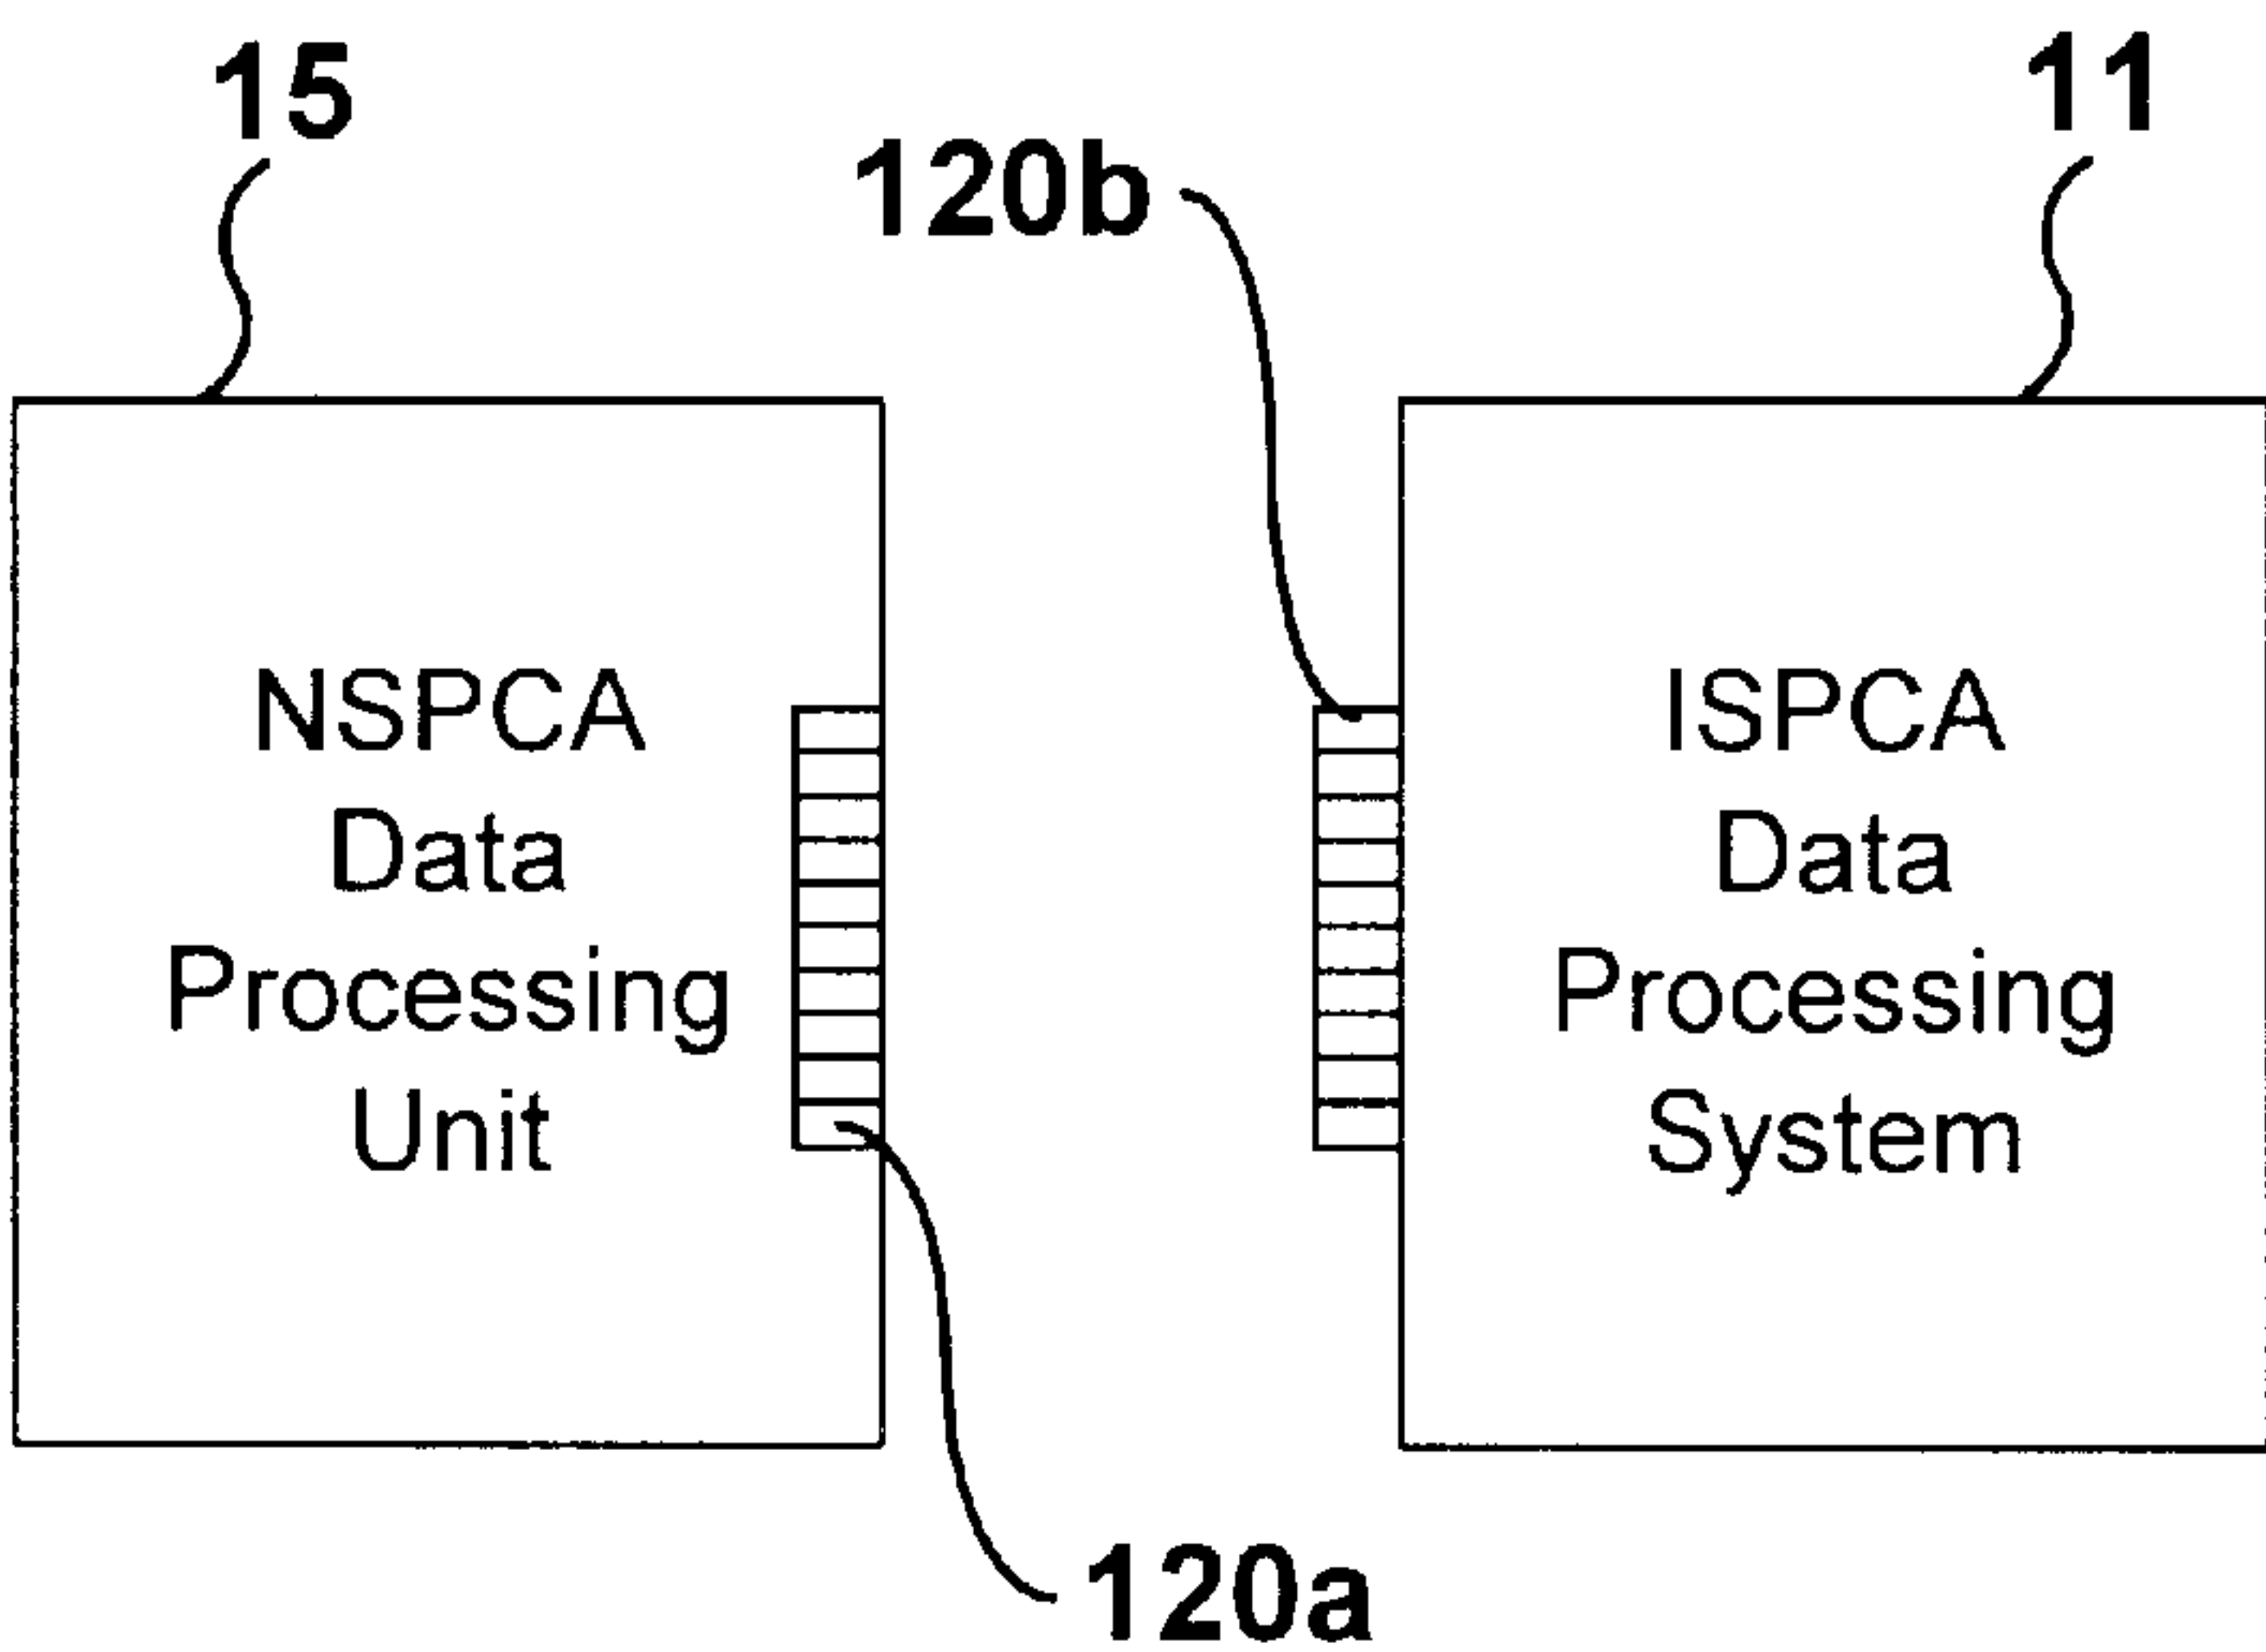 15
11
120b
NSPCA
Data
Processing
Unit
ISPCA
Data
Processing
System
120a